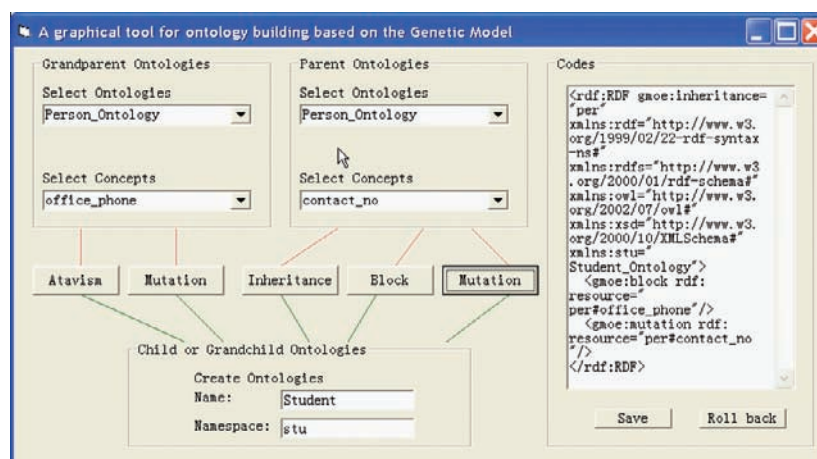 A graphical tool for ontology building based on the Genetic Model
Grandparent Ontologies
Select Ontologies
Person_Ontology
Select Concepts
office_phone
Parent Ontologies
Select Ontologies
Person_Ontology
Select Concepts
contact_no
Atavism
Mutation
Inheritance
Block
Mutation
Child or Grandchild Ontologies
Create Ontologies
Name:
Student
Namespace:
stu
Codes
<rdf:RDF gmoe:inheritance=
"per"
xmlns:rdf="http://www.w3.
org/1999/02/22-rdf-syntax
-ns#"
xmlns:rdfs="http://www.w3
.org/2000/01/rdf-schema#"
xmlns:owl="http://www.w3.
org/2002/07/owl#"
xmlns:xsd="http://www.w3.
org/2000/10/XMLSchema#"
xmlns:stu="
Student_Ontology">
<gmoe:block rdf:
resource="
per#office_phone"/>
<gmoe:mutation rdf:
resource="per#contact_no
"/>
</rdf:RDF>
Save
Roll back